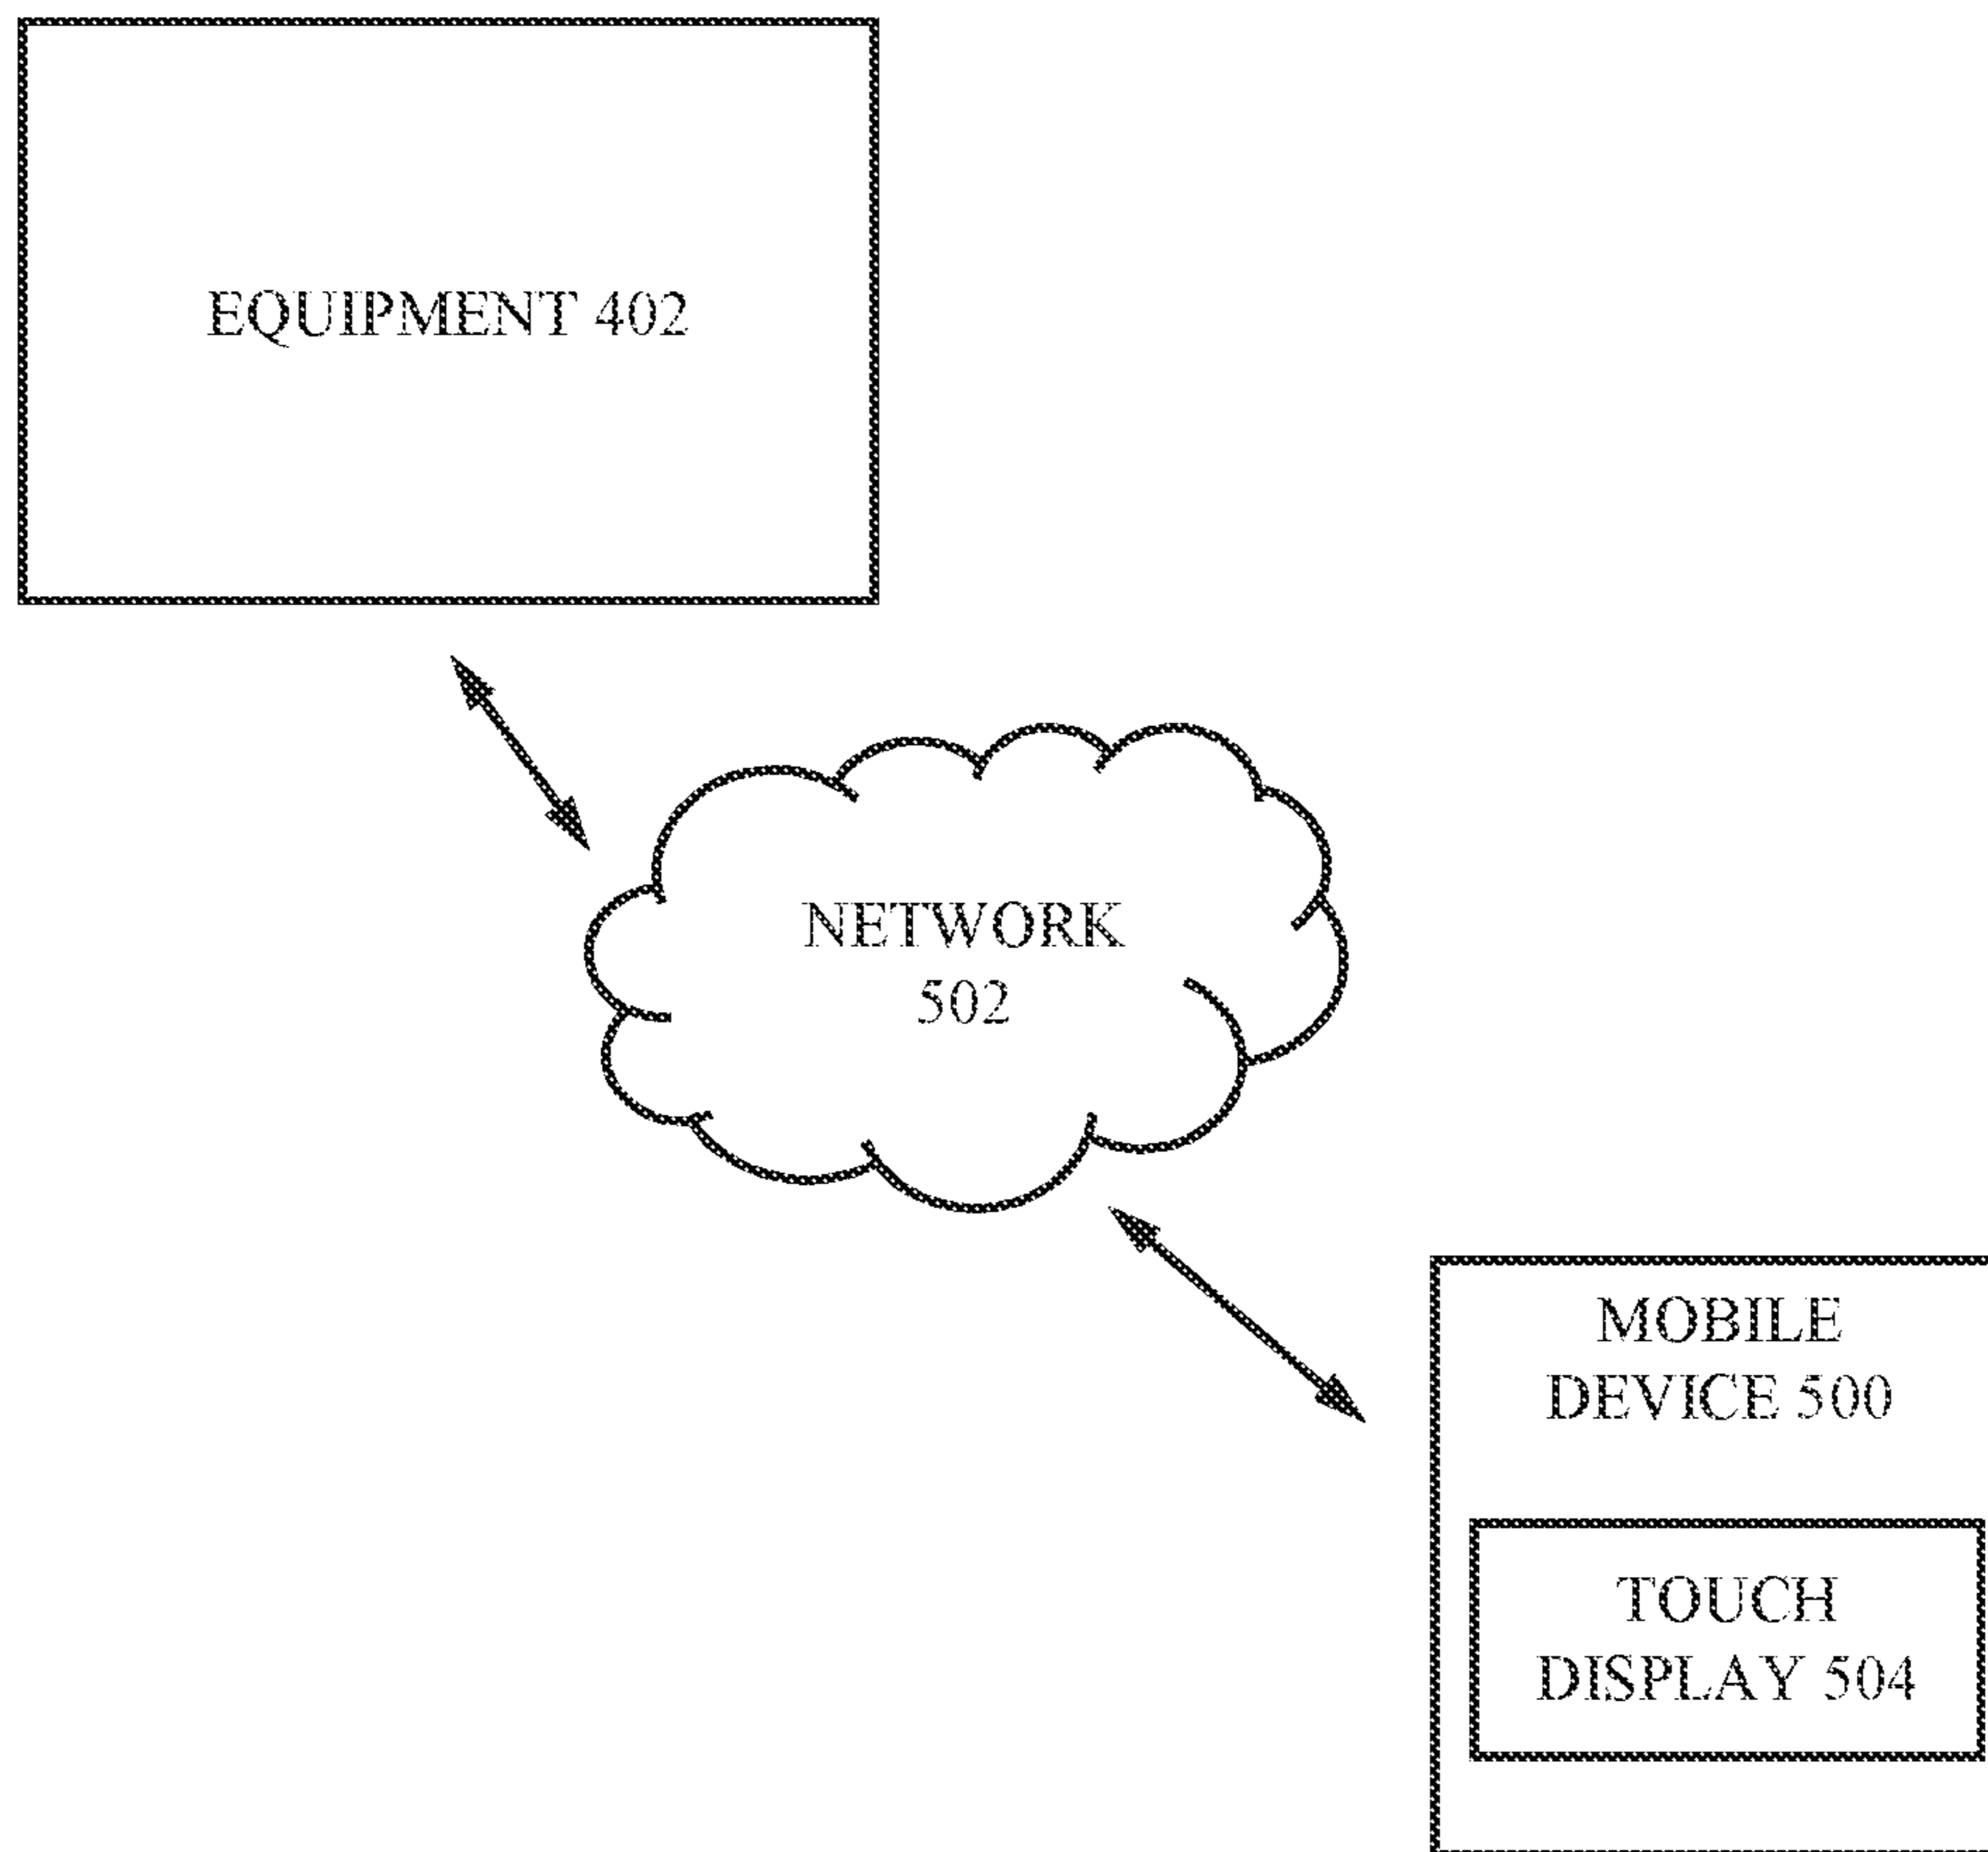 EQUIPMENT 402
NETWORK
502
MOBILE
DEVICE 500
TOUCH
DISPLAY 504